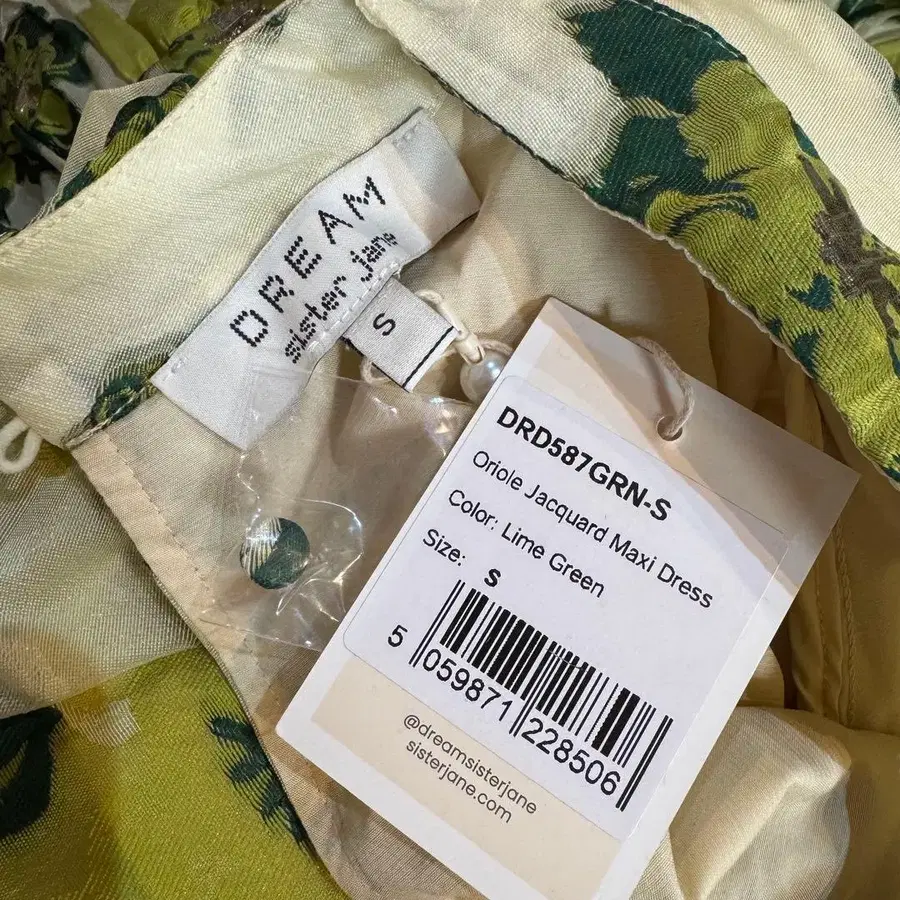 DREAM
sister jane
S
DRD587GRN-S
Oriole Jacquard Maxi Dress
Color: Lime Green
Size: S
5 059871 228506
@dreamsisterjane
sisterjane.com